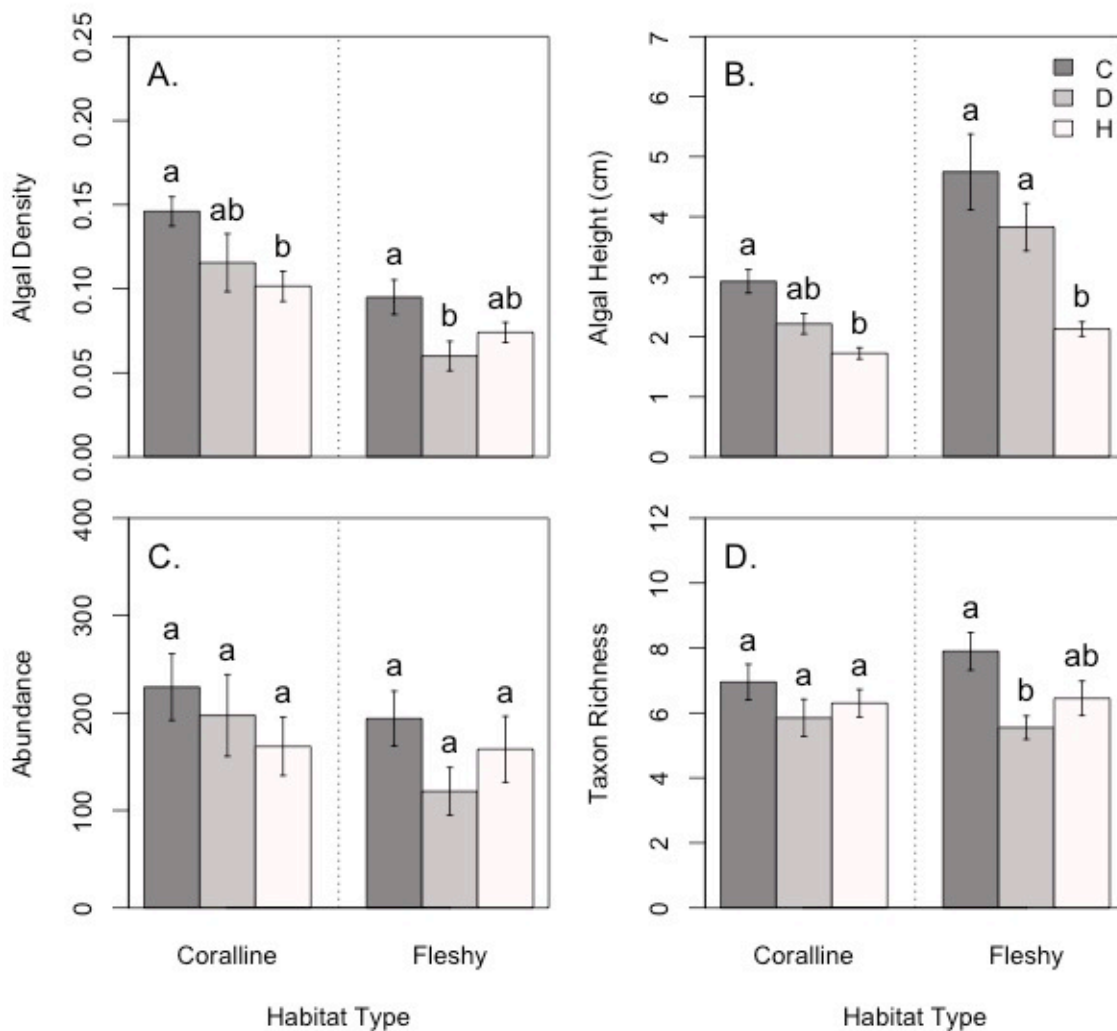 A.
Algal Density
0.00 0.05 0.10 0.15 0.20 0.25
a ab b a b ab
B.
Algal Height (cm)
0 1 2 3 4 5 6 7
a ab b a a b
C
D
H
C.
Abundance
0 100 200 300 400
a a a a a a
Coralline Fleshy
Habitat Type
D.
Taxon Richness
0 2 4 6 8 10 12
a a a a b ab
Coralline Fleshy
Habitat Type